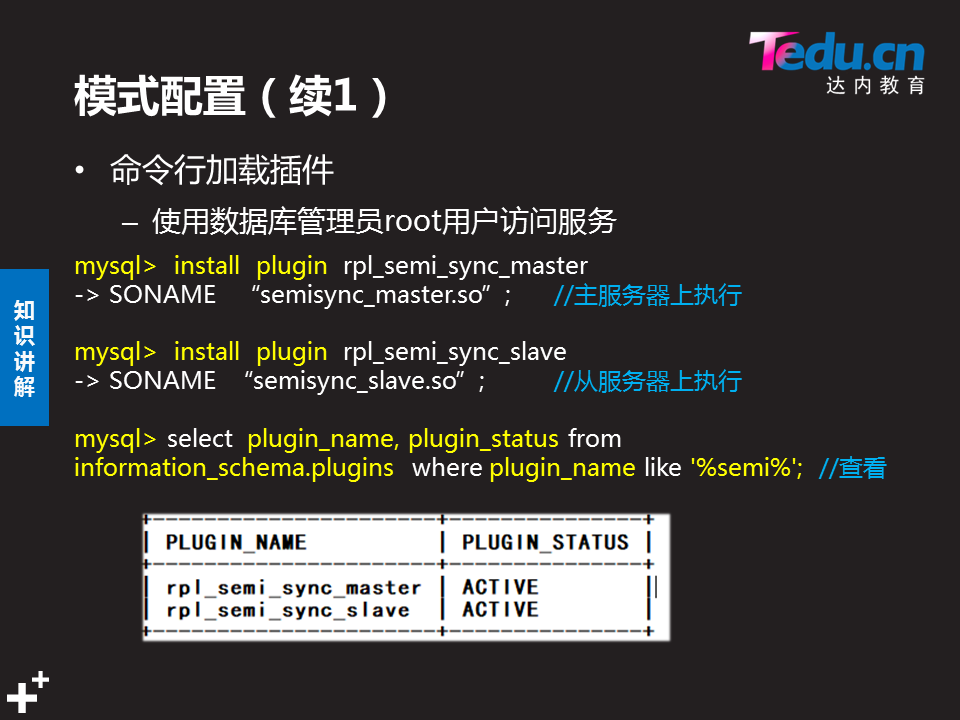 Tedu.cn
达内教育
模式配置（续1）
• 命令行加载插件
– 使用数据库管理员root用户访问服务
mysql> install plugin rpl_semi_sync_master
-> SONAME “semisync_master.so”; //主服务器上执行
mysql> install plugin rpl_semi_sync_slave
-> SONAME “semisync_slave.so”; //从服务器上执行
mysql> select plugin_name, plugin_status from
information_schema.plugins where plugin_name like '%semi%'; //查看
知识讲解
+----------------------+---------------+
| PLUGIN_NAME | PLUGIN_STATUS |
+----------------------+---------------+
| rpl_semi_sync_master | ACTIVE |
| rpl_semi_sync_slave | ACTIVE |
+----------------------+---------------+